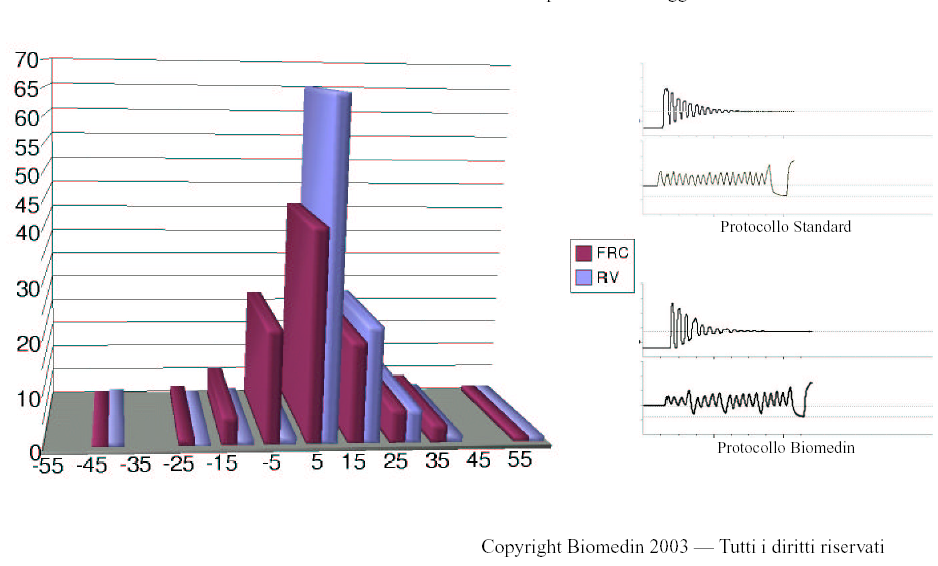 70
65
60
55
50
45
40
30
20
10
0
-55 -45 -35 -25 -15 -5 5 15 25 35 45 55
FRC
RV
Protocollo Standard
Protocollo Biomedin
Copyright Biomedin 2003 — Tutti i diritti riservati